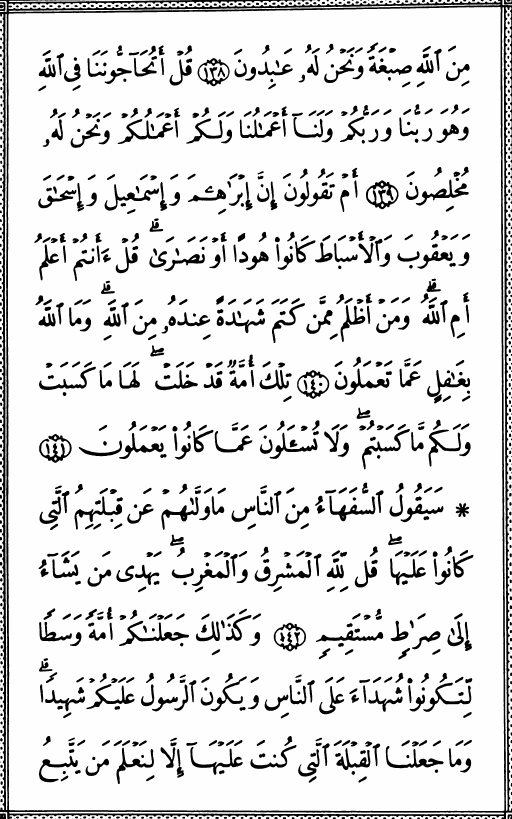 مِنَ ٱللَّهِ صِبْغَةً ۖ وَنَحْنُ لَهُۥ عَٰبِدُونَ ﴿١٣٨﴾ قُلْ أَتُحَآجُّونَنَا فِى ٱللَّهِ
وَهُوَ رَبُّنَا وَرَبُّكُمْ وَلَنَآ أَعْمَٰلُنَا وَلَكُمْ أَعْمَٰلُكُمْ وَنَحْنُ لَهُۥ
مُخْلِصُونَ ﴿١٣٩﴾ أَمْ تَقُولُونَ إِنَّ إِبْرَٰهِـۧمَ وَإِسْمَٰعِيلَ وَإِسْحَٰقَ
وَيَعْقُوبَ وَٱلْأَسْبَاطَ كَانُوا۟ هُودًا أَوْ نَصَٰرَىٰ ۗ قُلْ ءَأَنتُمْ أَعْلَمُ
أَمِ ٱللَّهُ ۗ وَمَنْ أَظْلَمُ مِمَّن كَتَمَ شَهَٰدَةً عِندَهُۥ مِنَ ٱللَّهِ ۗ وَمَا ٱللَّهُ
بِغَٰفِلٍ عَمَّا تَعْمَلُونَ ﴿١٤٠﴾ تِلْكَ أُمَّةٌ قَدْ خَلَتْ ۖ لَهَا مَا كَسَبَتْ
وَلَكُم مَّا كَسَبْتُمْ ۖ وَلَا تُسْـَٔلُونَ عَمَّا كَانُوا۟ يَعْمَلُونَ ﴿١٤١﴾
* سَيَقُولُ ٱلسُّفَهَآءُ مِنَ ٱلنَّاسِ مَا وَلَّىٰهُمْ عَن قِبْلَتِهِمُ ٱلَّتِى
كَانُوا۟ عَلَيْهَا ۚ قُل لِّلَّهِ ٱلْمَشْرِقُ وَٱلْمَغْرِبُ ۚ يَهْدِى مَن يَشَآءُ
إِلَىٰ صِرَٰطٍ مُّسْتَقِيمٍ ﴿١٤٢﴾ وَكَذَٰلِكَ جَعَلْنَٰكُمْ أُمَّةً وَسَطًا
لِّتَكُونُوا۟ شُهَدَآءَ عَلَى ٱلنَّاسِ وَيَكُونَ ٱلرَّسُولُ عَلَيْكُمْ شَهِيدًا ۗ
وَمَا جَعَلْنَا ٱلْقِبْلَةَ ٱلَّتِى كُنتَ عَلَيْهَآ إِلَّا لِنَعْلَمَ مَن يَتَّبِعُ